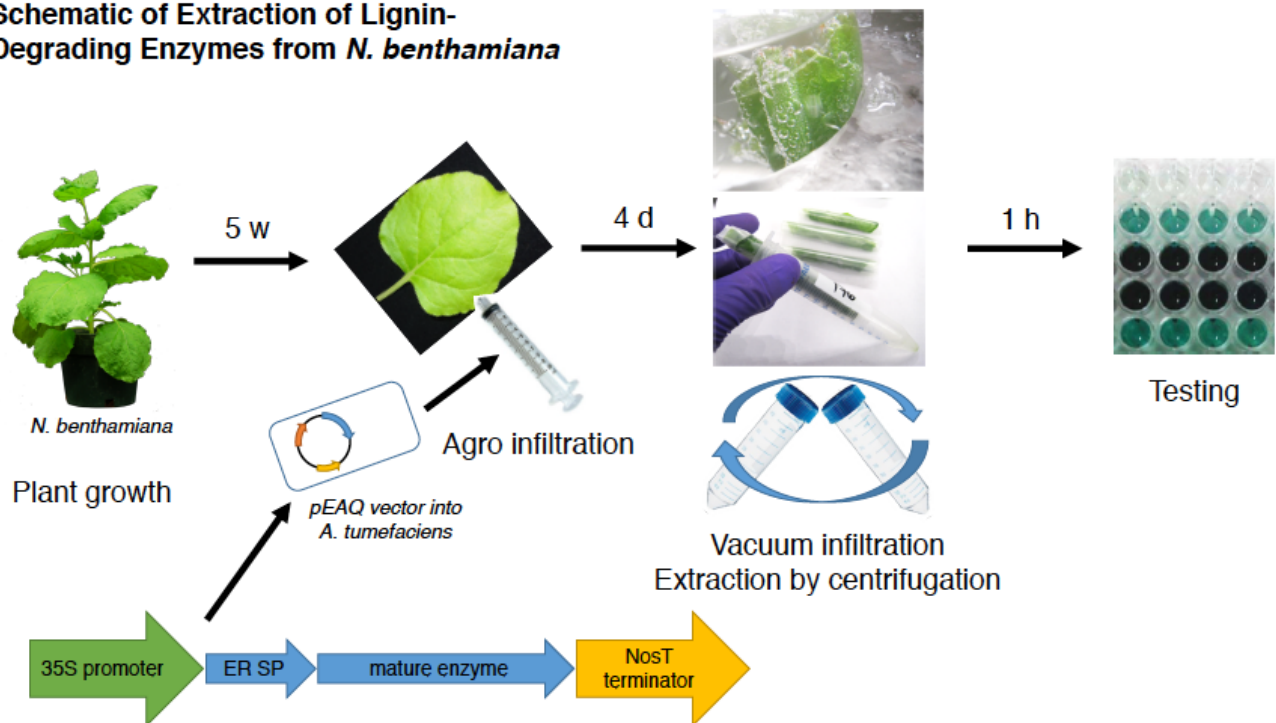 Schematic of Extraction of Lignin-
Degrading Enzymes from N. benthamiana
5 w
4 d
1 h
N. benthamiana
Plant growth
pEAQ vector into
A. tumefaciens
Agro infiltration
Vacuum infiltration
Extraction by centrifugation
Testing
35S promoter
ER SP
mature enzyme
NosT
terminator